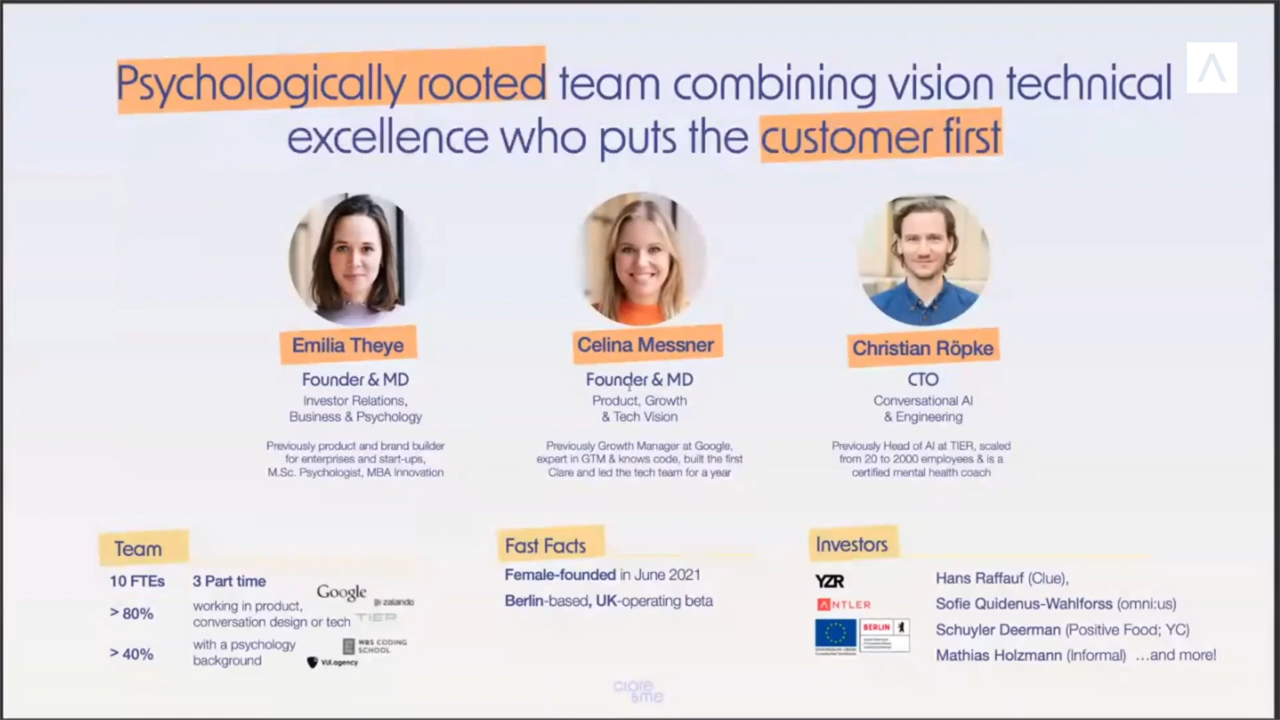 Psychologically rooted team combining vision technical
excellence who puts the customer first
Emilia Theye
Founder & MD
Investor Relations,
Business & Psychology
Previously product and brand builder
for enterprises and start-ups,
M.Sc. Psychologist, MBA Innovation
Celina Messner
Founder & MD
Product, Growth
& Tech Vision
Previously Growth Manager at Google,
expert in GTM & knows code, built the first
Clare and led the tech team for a year
Christian Röpke
CTO
Conversational AI
& Engineering
Previously Head of AI at TIER, scaled
from 20 to 2000 employees & is a
certified mental health coach
Team
10 FTEs
3 Part time
> 80%
working in product,
conversation design or tech
> 40%
with a psychology
background
Google
zalando
TIER
WBS CODING
SCHOOL
VUI.agency
Fast Facts
Female-founded in June 2021
Berlin-based, UK-operating beta
Investors
YZR
ANTLER
BERLIN
Hans Raffauf (Clue),
Sofie Quidenus-Wahlforss (omni:us)
Schuyler Deerman (Positive Food; YC)
Mathias Holzmann (Informal) ...and more!
clare
&me